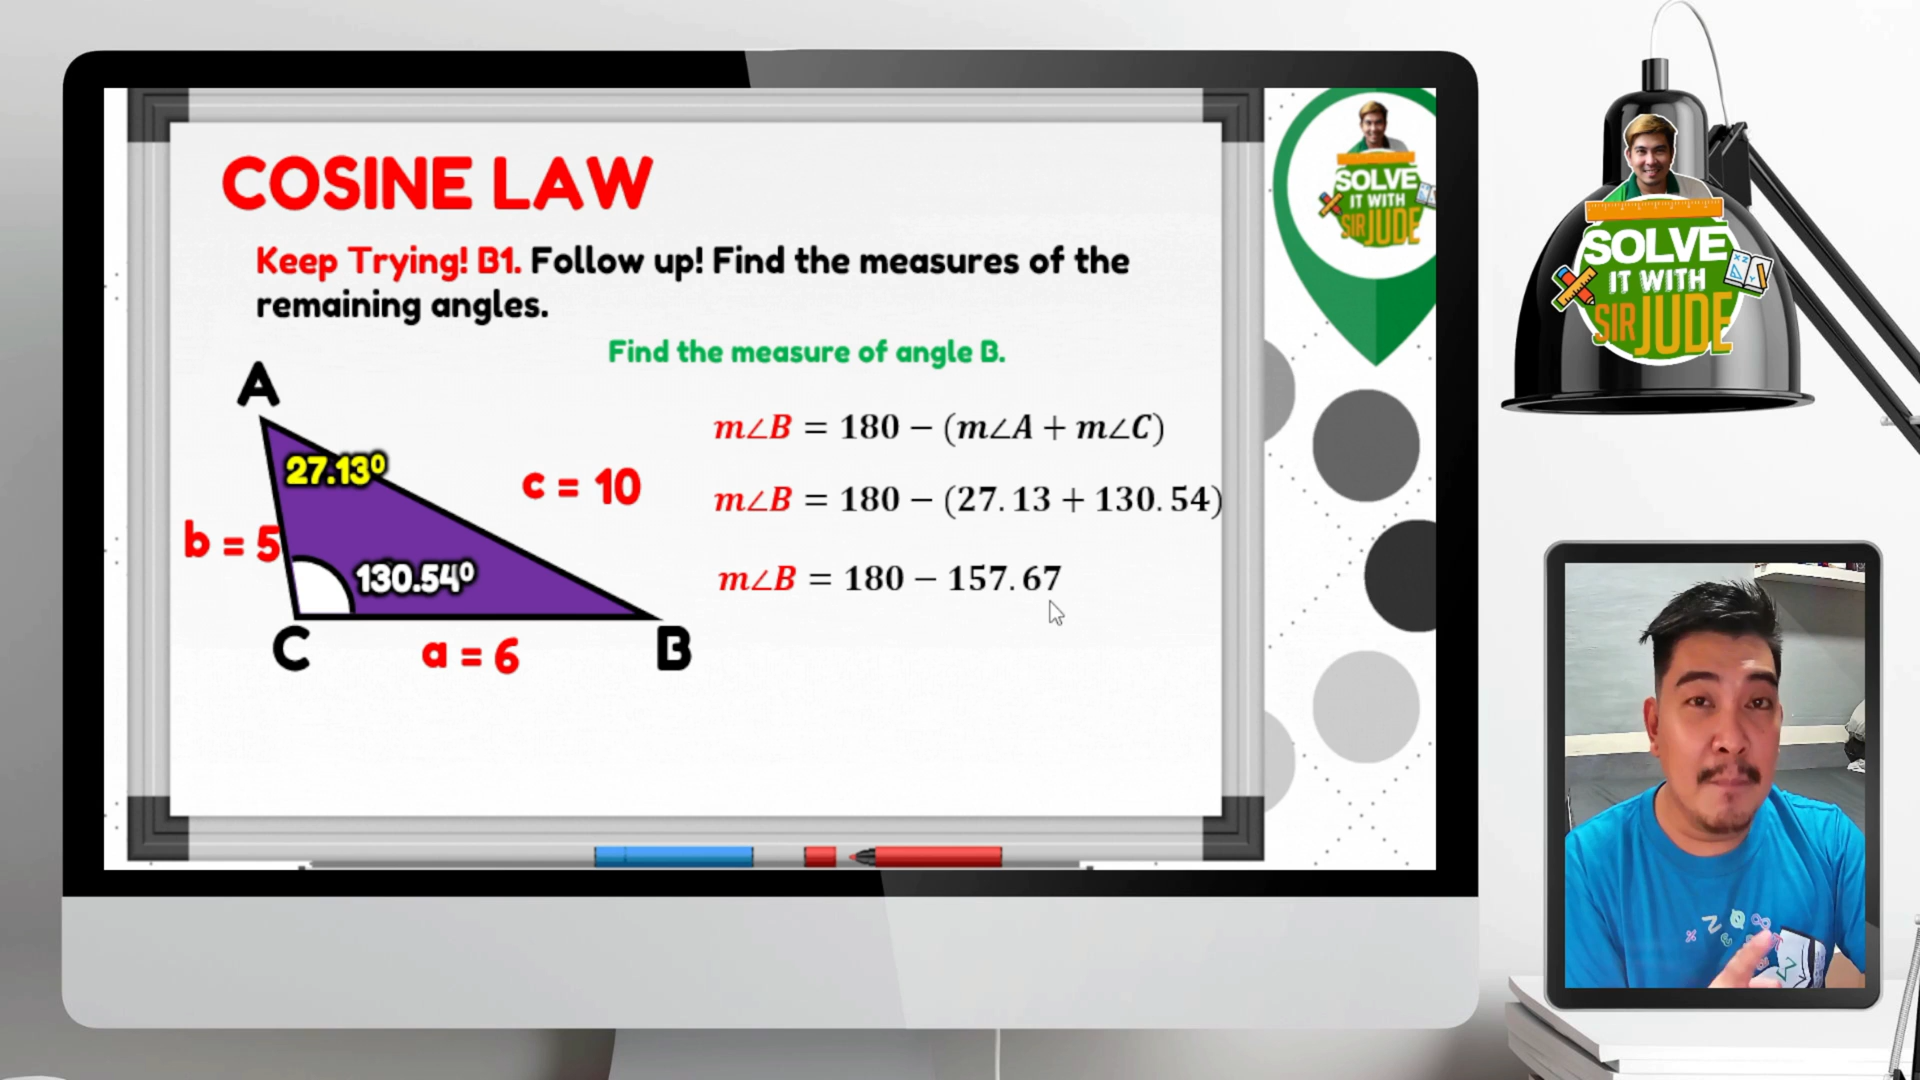 COSINE LAW
Keep Trying! B1. Follow up! Find the measures of the
remaining angles.
Find the measure of angle B.
A
27.13⁰
c = 10
b = 5
130.54⁰
C
a = 6
B
m∠B = 180 − (m∠A + m∠C)
m∠B = 180 − (27.13 + 130.54)
m∠B = 180 − 157.67
SOLVE
IT WITH
SIR JUDE
SOLVE
IT WITH
SIR JUDE